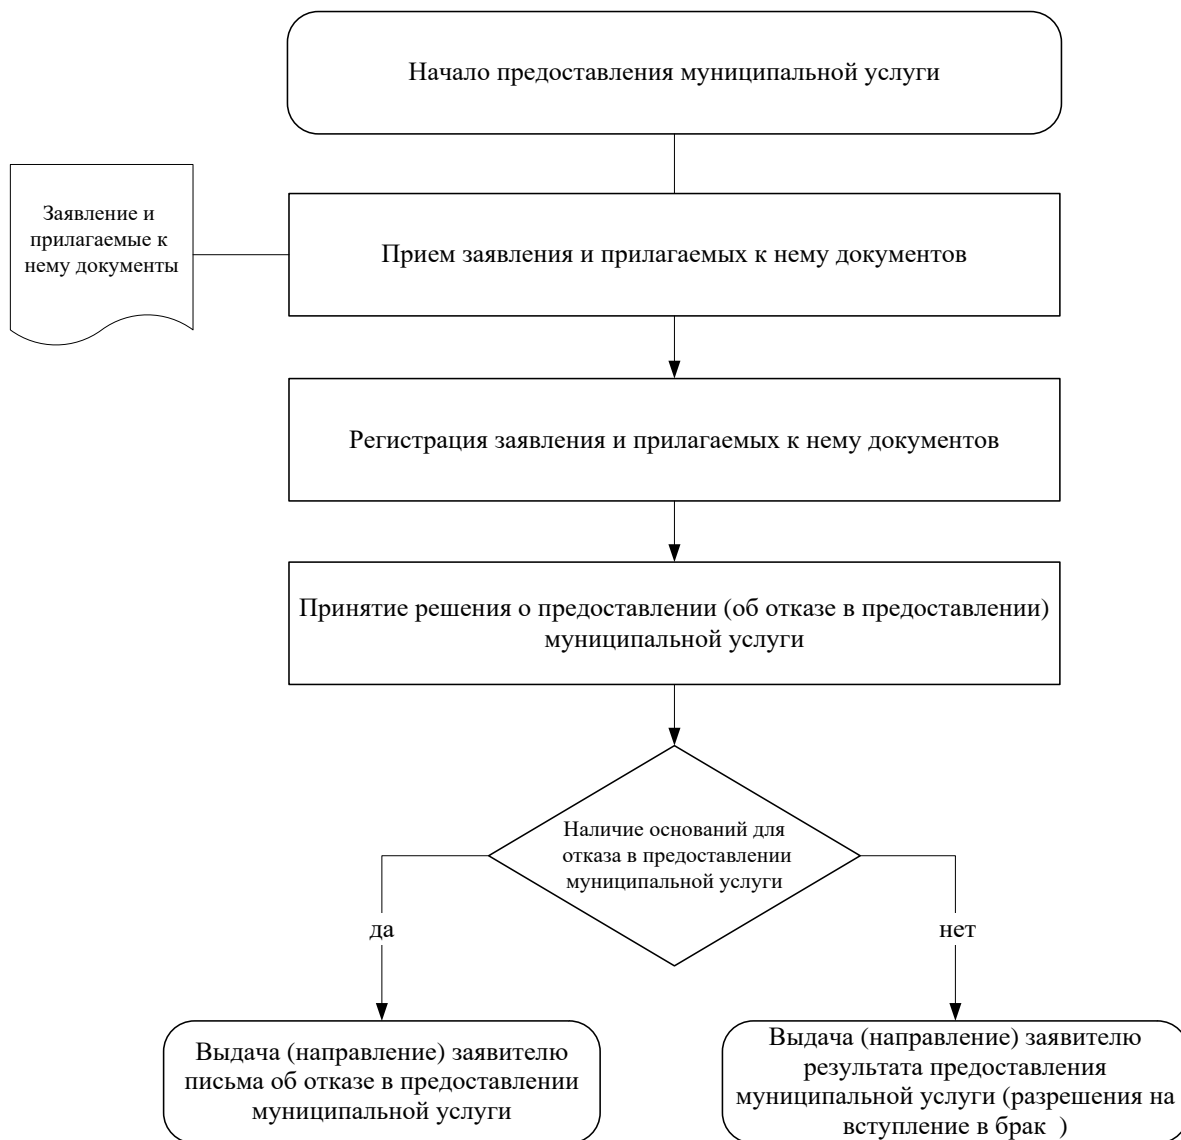 Начало предоставления муниципальной услуги
Заявление и
прилагаемые к
нему документы
Прием заявления и прилагаемых к нему документов
Регистрация заявления и прилагаемых к нему документов
Принятие решения о предоставлении (об отказе в предоставлении)
муниципальной услуги
Наличие оснований для
отказа в предоставлении
муниципальной услуги
да
нет
Выдача (направление) заявителю
письма об отказе в предоставлении
муниципальной услуги
Выдача (направление) заявителю
результата предоставления
муниципальной услуги (разрешения на
вступление в брак  )